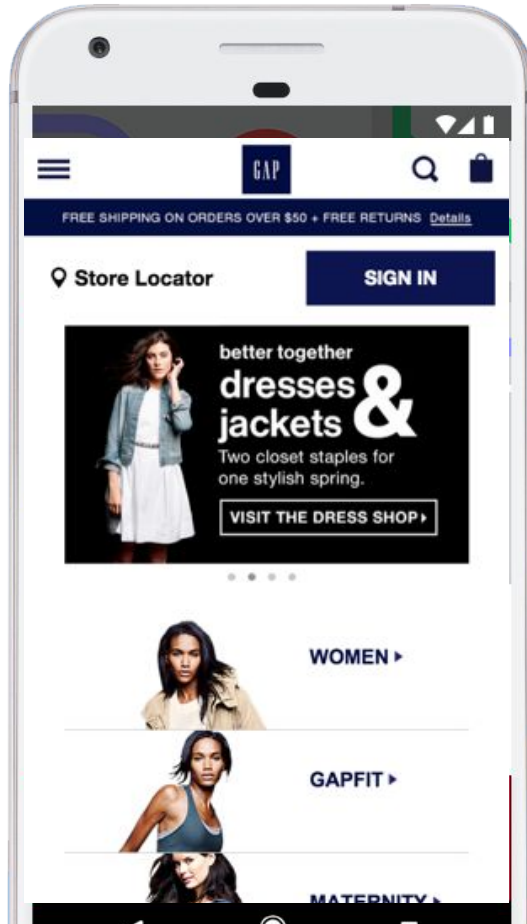 GAP
FREE SHIPPING ON ORDERS OVER $50 + FREE RETURNS Details
Store Locator
SIGN IN
better together
dresses &
jackets
Two closet staples for
one stylish spring.
VISIT THE DRESS SHOP
WOMEN
GAPFIT
MATERNITY